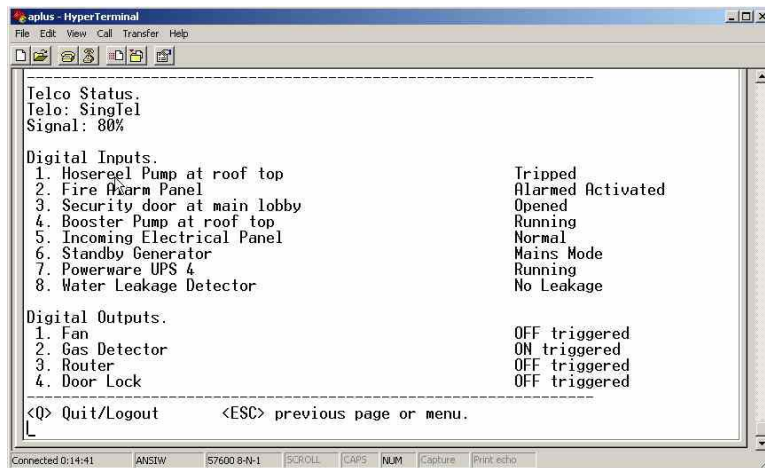 aplus - HyperTerminal
File Edit View Call Transfer Help
--------------------------------------------------------------------
Telco Status.
Telo: SingTel
Signal: 80%
Digital Inputs.
1. Hosereel Pump at roof top Tripped
2. Fire Alarm Panel Alarmed Activated
3. Security door at main lobby Opened
4. Booster Pump at roof top Running
5. Incoming Electrical Panel Normal
6. Standby Generator Mains Mode
7. Powerware UPS 4 Running
8. Water Leakage Detector No Leakage
Digital Outputs.
1. Fan OFF triggered
2. Gas Detector ON triggered
3. Router OFF triggered
4. Door Lock OFF triggered
--------------------------------------------------------------------
<Q> Quit/Logout <ESC> previous page or menu.
Connected 0:14:41 ANSIW 57600 8-N-1 SCROLL CAPS NUM Capture Print echo